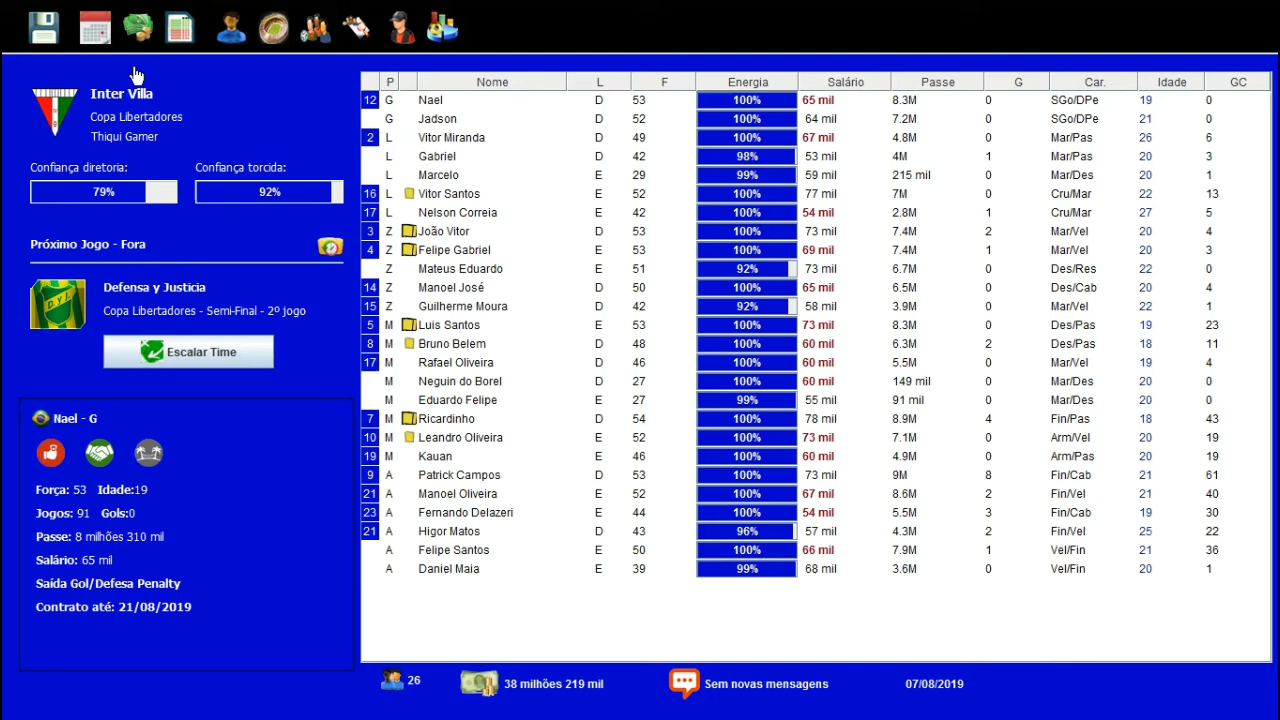 Inter Villa
Copa Libertadores
Thiqui Gamer
Confiança diretoria: Confiança torcida:
79% 92%
Próximo Jogo - Fora
Defensa y Justicia
Copa Libertadores - Semi-Final - 2º jogo
Escalar Time
Nael - G
Força: 53 Idade:19
Jogos: 91 Gols:0
Passe: 8 milhões 310 mil
Salário: 65 mil
Saída Gol/Defesa Penalty
Contrato até: 21/08/2019
P Nome L F Energia Salário Passe G Car. Idade GC
12 G Nael D 53 100% 65 mil 8.3M 0 SGo/DPe 19 0
G Jadson D 52 100% 64 mil 7.2M 0 SGo/DPe 21 0
2 L Vitor Miranda D 49 100% 67 mil 4.8M 0 Mar/Pas 26 6
L Gabriel D 42 98% 53 mil 4M 1 Mar/Pas 20 3
L Marcelo E 29 99% 59 mil 215 mil 0 Mar/Des 20 1
16 L Vitor Santos E 52 100% 77 mil 7M 0 Cru/Mar 22 13
17 L Nelson Correia E 42 100% 54 mil 2.8M 1 Cru/Mar 27 5
3 Z João Vitor D 53 100% 73 mil 7.4M 2 Mar/Vel 20 4
4 Z Felipe Gabriel E 53 100% 69 mil 7.4M 1 Mar/Vel 20 3
Z Mateus Eduardo E 51 92% 73 mil 6.7M 0 Des/Res 22 0
14 Z Manoel José D 50 100% 65 mil 6.5M 0 Des/Cab 20 4
15 Z Guilherme Moura D 42 92% 58 mil 3.9M 0 Mar/Vel 22 1
5 M Luis Santos E 53 100% 73 mil 8.3M 0 Des/Pas 19 23
8 M Bruno Belem D 48 100% 60 mil 6.3M 2 Des/Pas 18 11
17 M Rafael Oliveira D 46 100% 60 mil 5.5M 0 Mar/Vel 19 4
M Neguin do Borel D 27 100% 60 mil 149 mil 0 Mar/Des 20 0
M Eduardo Felipe E 27 99% 55 mil 91 mil 0 Mar/Des 20 0
7 M Ricardinho D 54 100% 78 mil 8.9M 4 Fin/Pas 18 43
10 M Leandro Oliveira E 52 100% 73 mil 7.1M 0 Arm/Vel 20 19
19 M Kauan E 46 100% 60 mil 4.9M 0 Arm/Pas 20 19
9 A Patrick Campos D 53 100% 73 mil 9M 8 Fin/Cab 21 61
21 A Manoel Oliveira E 52 100% 67 mil 8.6M 2 Fin/Vel 21 40
23 A Fernando Delazeri E 44 100% 54 mil 5.5M 3 Fin/Cab 19 30
21 A Higor Matos D 43 96% 57 mil 4.3M 2 Fin/Vel 25 22
A Felipe Santos E 50 100% 66 mil 7.9M 1 Vel/Fin 21 36
A Daniel Maia E 39 99% 68 mil 3.6M 0 Vel/Fin 20 1
26 38 milhões 219 mil Sem novas mensagens 07/08/2019